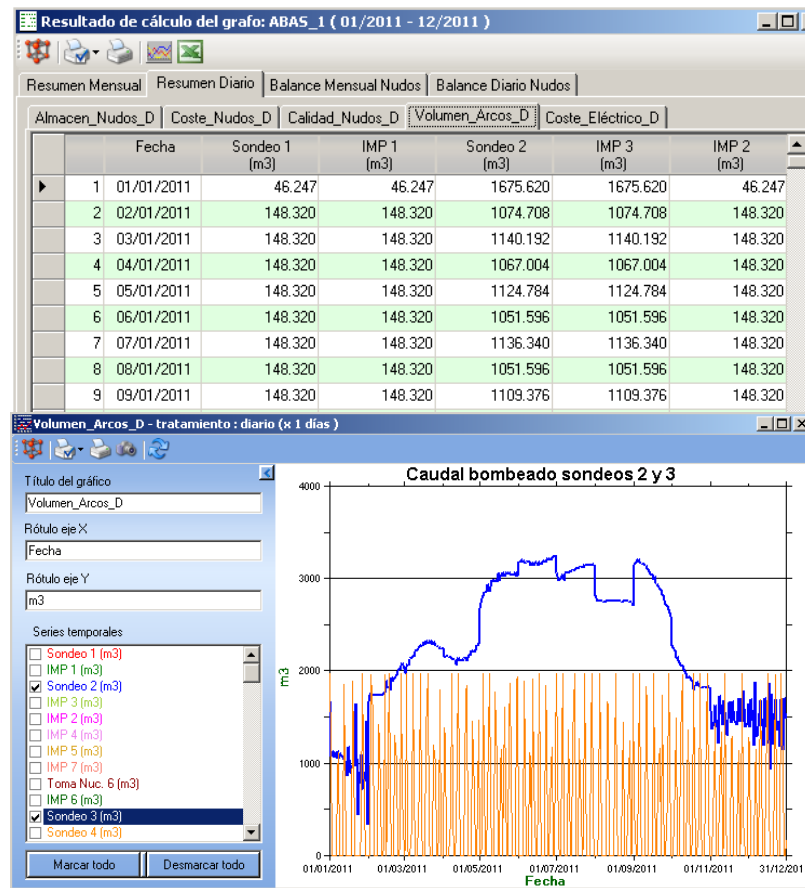 Resultado de cálculo del grafo: ABAS_1 ( 01/2011 - 12/2011 )
Resumen Mensual Resumen Diario Balance Mensual Nudos Balance Diario Nudos
Almacen_Nudos_D Coste_Nudos_D Calidad_Nudos_D Volumen_Arcos_D Coste_Eléctrico_D
Fecha Sondeo 1 IMP 1 Sondeo 2 IMP 3 IMP 2
(m3) (m3) (m3) (m3) (m3)
1 01/01/2011 46.247 46.247 1675.620 1675.620 46.247
2 02/01/2011 148.320 148.320 1074.708 1074.708 148.320
3 03/01/2011 148.320 148.320 1140.192 1140.192 148.320
4 04/01/2011 148.320 148.320 1067.004 1067.004 148.320
5 05/01/2011 148.320 148.320 1124.784 1124.784 148.320
6 06/01/2011 148.320 148.320 1051.596 1051.596 148.320
7 07/01/2011 148.320 148.320 1136.340 1136.340 148.320
8 08/01/2011 148.320 148.320 1051.596 1051.596 148.320
9 09/01/2011 148.320 148.320 1109.376 1109.376 148.320
Volumen_Arcos_D - tratamiento : diario (x 1 días )
Título del gráfico
Volumen_Arcos_D
Rótulo eje X
Fecha
Rótulo eje Y
m3
Series temporales
Sondeo 1 (m3)
IMP 1 (m3)
Sondeo 2 (m3)
IMP 3 (m3)
IMP 2 (m3)
IMP 4 (m3)
IMP 5 (m3)
IMP 7 (m3)
Toma Nuc. 6 (m3)
IMP 6 (m3)
Sondeo 3 (m3)
Sondeo 4 (m3)
Marcar todo Desmarcar todo
Caudal bombeado sondeos 2 y 3
4000
3000
2000
1000
0
m3
01/01/2011 01/03/2011 01/05/2011 01/07/2011 01/09/2011 01/11/2011 31/12/201
Fecha